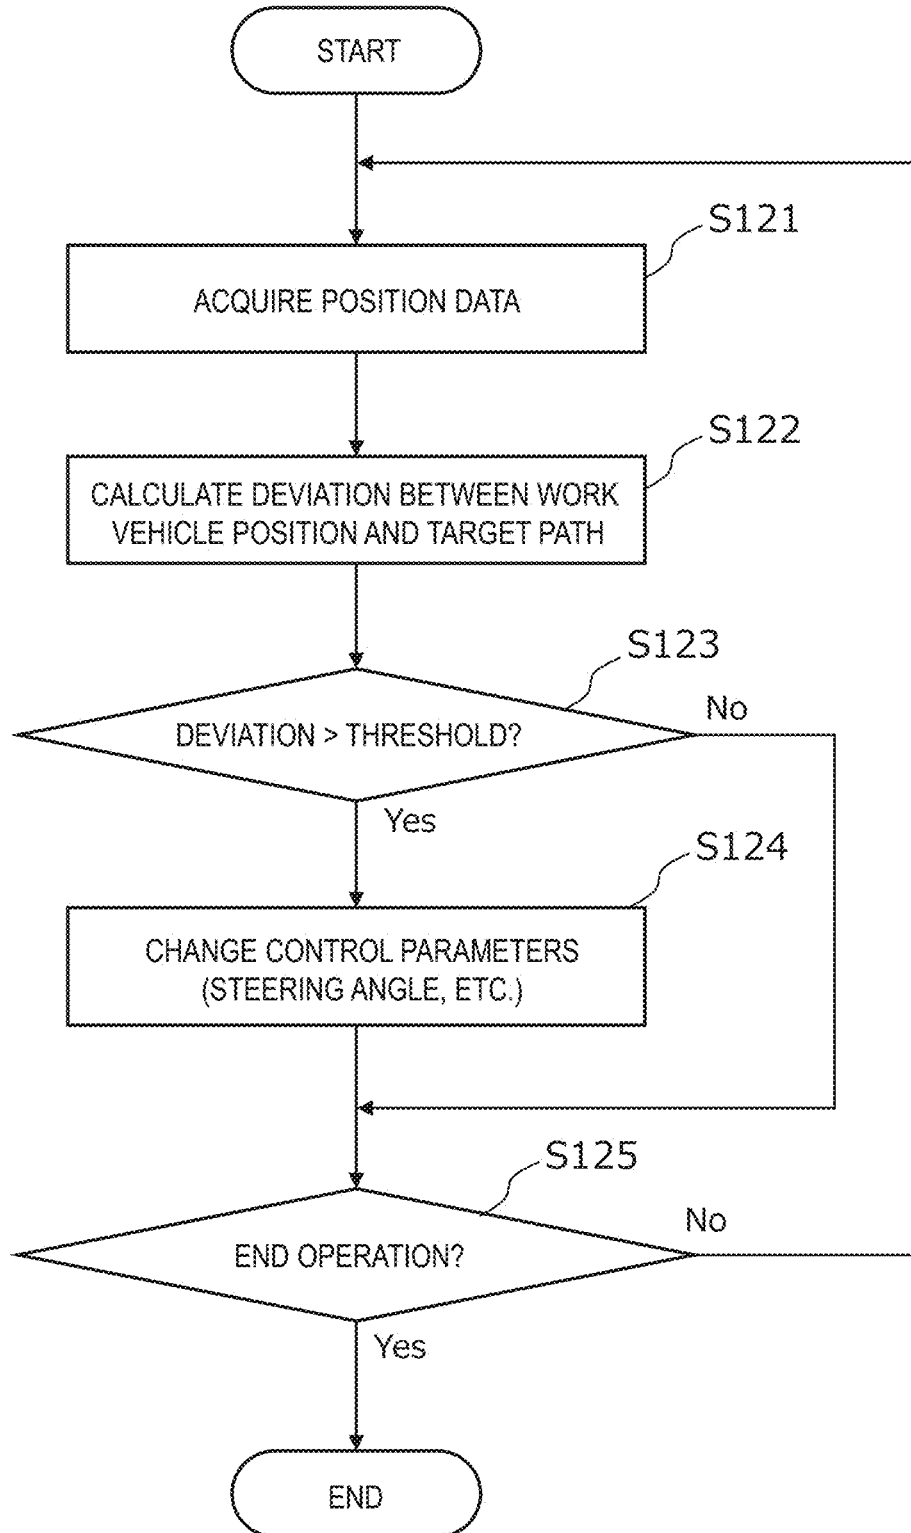 START
S121
ACQUIRE POSITION DATA
S122
CALCULATE DEVIATION BETWEEN WORK
VEHICLE POSITION AND TARGET PATH
S123
DEVIATION > THRESHOLD?
No
Yes
S124
CHANGE CONTROL PARAMETERS
(STEERING ANGLE, ETC.)
S125
END OPERATION?
No
Yes
END